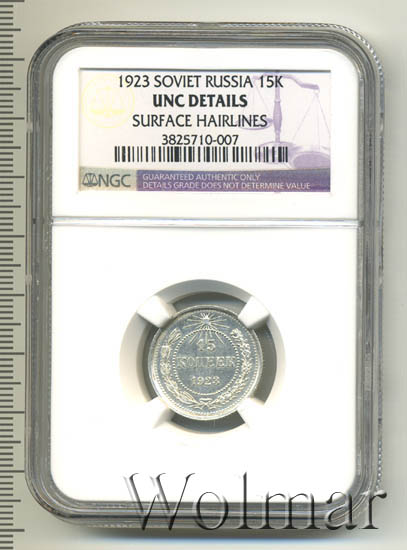 1923 SOVIET RUSSIA 15K
UNC DETAILS
SURFACE HAIRLINES
3825710-007
NGC
GUARANTEED AUTHENTIC ONLY
DETAILS GRADE DOES NOT DETERMINE VALUE
15
КОПЕЕК
1923
Wolmar